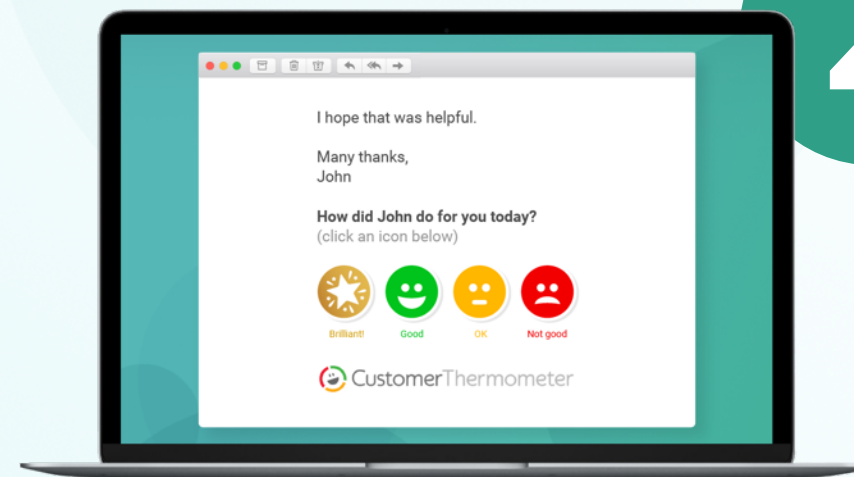 I hope that was helpful.
Many thanks,
John
How did John do for you today?
(click an icon below)
Brilliant! Good OK Not good
CustomerThermometer